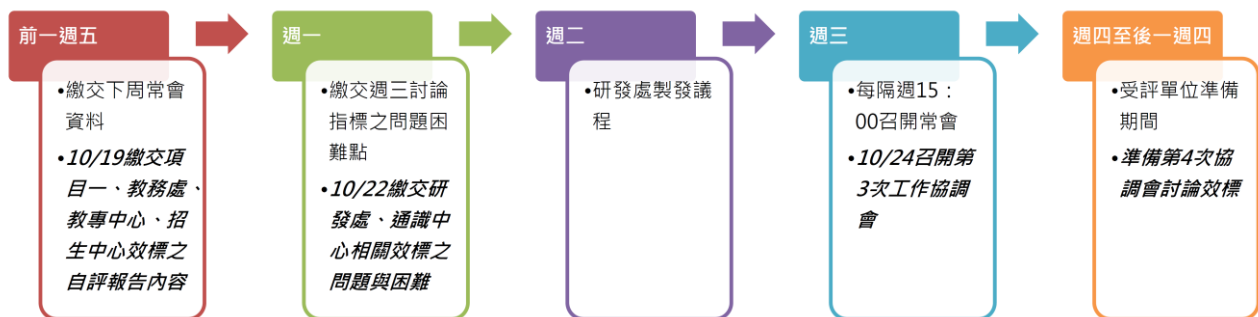 前一週五
•繳交下周常會
資料
•10/19繳交項
目一、教務處、
教專中心、招
生中心效標之
自評報告內容
週一
•繳交週三討論
指標之問題困
難點
•10/22繳交研
發處、通識中
心相關效標之
問題與困難
週二
•研發處製發議
程
週三
•每隔週15：
00召開常會
•10/24召開第
3次工作協調
會
週四至後一週四
•受評單位準備
期間
•準備第4次協
調會討論效標